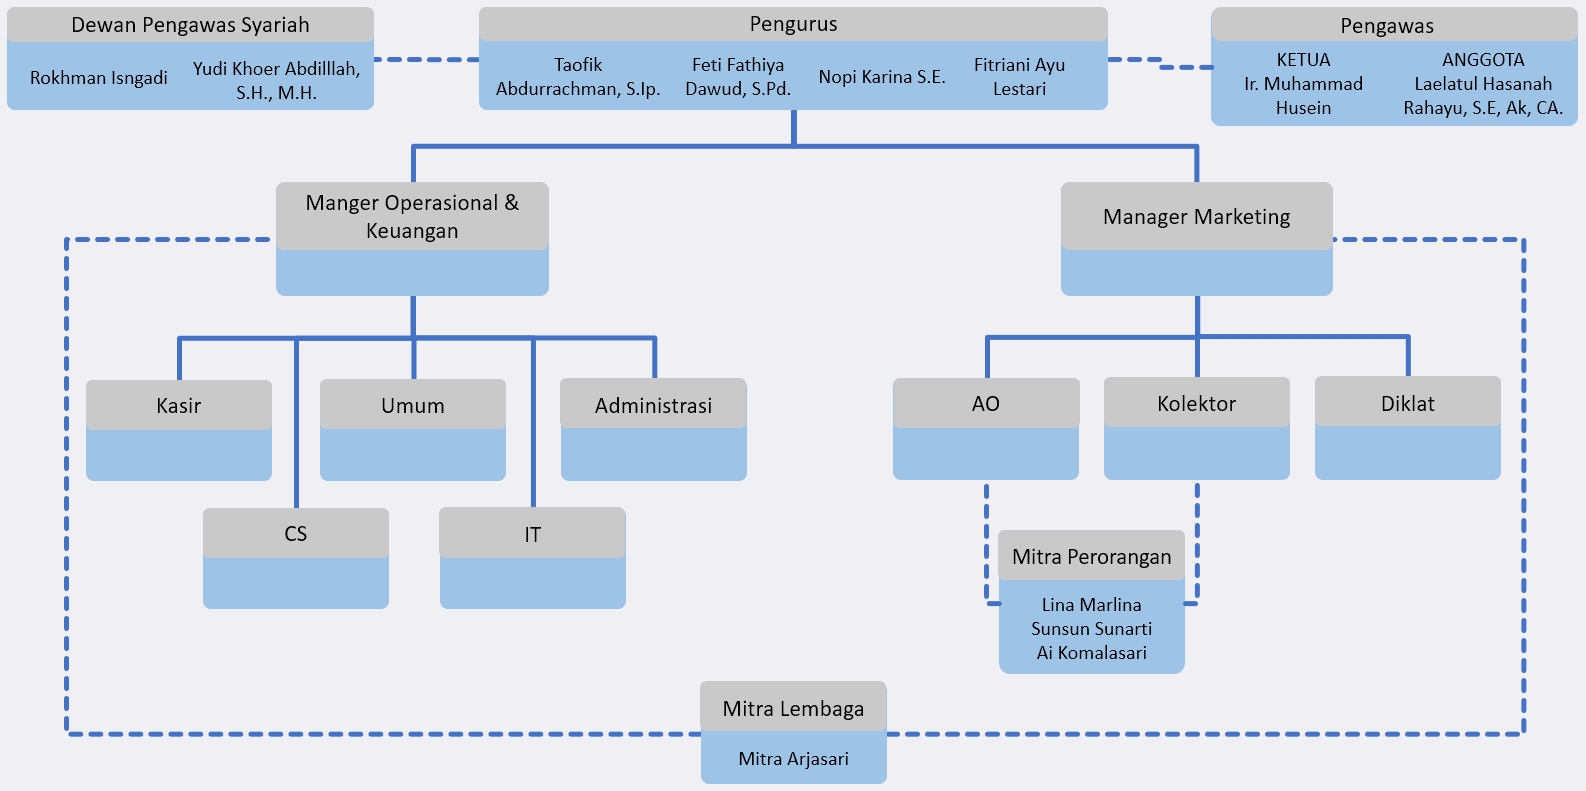 Dewan Pengawas Syariah
Rokhman Isngadi
Yudi Khoer Abdilllah,
S.H., M.H.
Pengurus
Taofik
Abdurrachman, S.Ip.
Feti Fathiya
Dawud, S.Pd.
Nopi Karina S.E.
Fitriani Ayu
Lestari
Pengawas
KETUA
Ir. Muhammad
Husein
ANGGOTA
Laelatul Hasanah
Rahayu, S.E, Ak, CA.
Manger Operasional &
Keuangan
Manager Marketing
Kasir
Umum
Administrasi
AO
Kolektor
Diklat
CS
IT
Mitra Perorangan
Lina Marlina
Sunsun Sunarti
Ai Komalasari
Mitra Lembaga
Mitra Arjasari